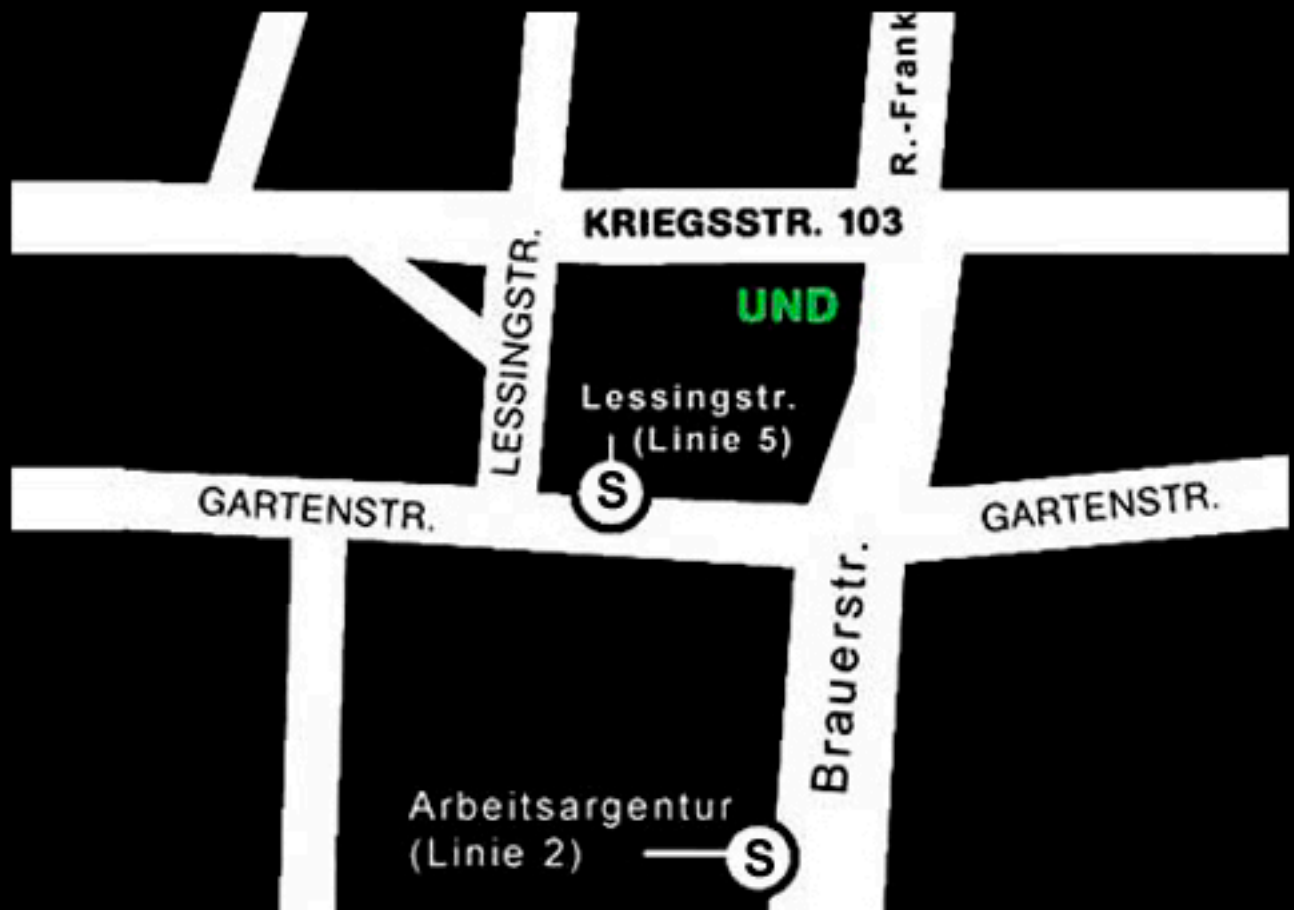 R.-Frank
KRIEGSSTR. 103
LESSINGSTR.
UND
Lessingstr.
(Linie 5)
S
GARTENSTR.
GARTENSTR.
Brauerstr.
Arbeitsargentur
(Linie 2)
S